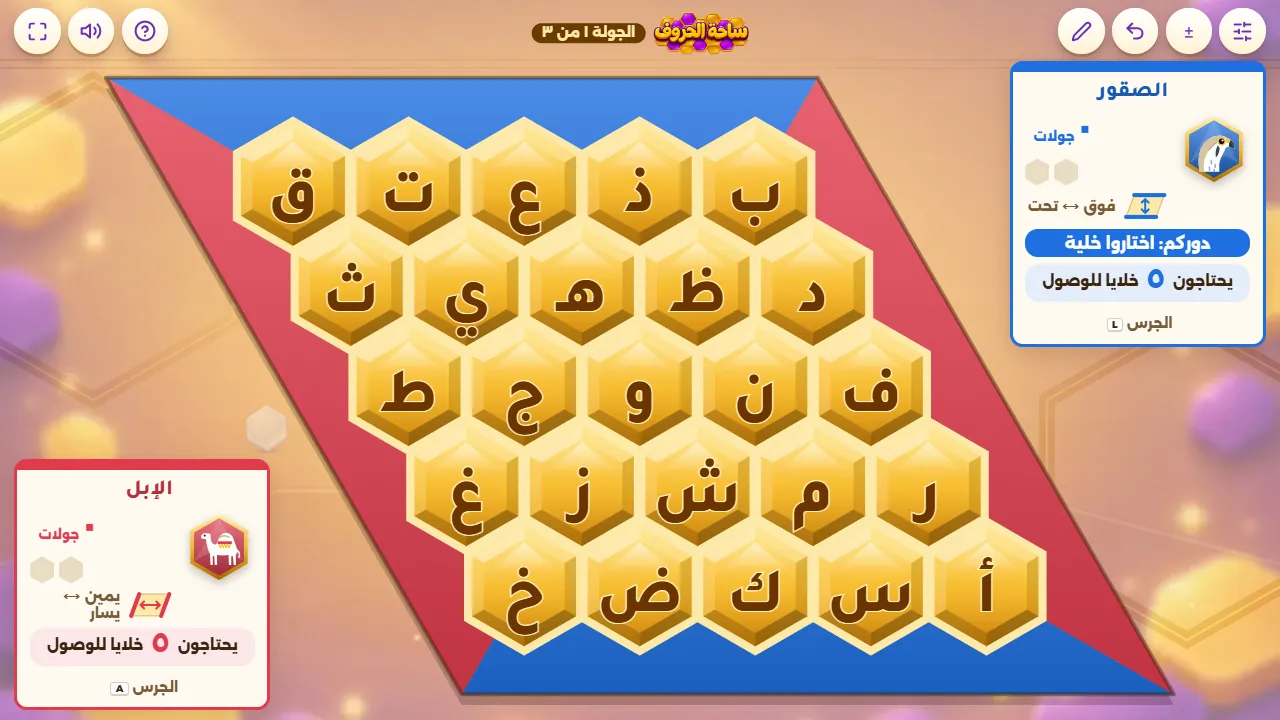 ساحة الحروف
الجولة ١ من ٣
±
الصقور
جولات
فوق ↔ تحت
دوركم: اختاروا خلية
يحتاجون ٥ خلايا للوصول
الجرس L
ب ذ ع ت ق
د ظ هـ ي ث
ف ن و ج ط
ر م ش ز غ
أ س ك ض خ
الإبل
جولات
يمين ↔
يسار
يحتاجون ٥ خلايا للوصول
الجرس A